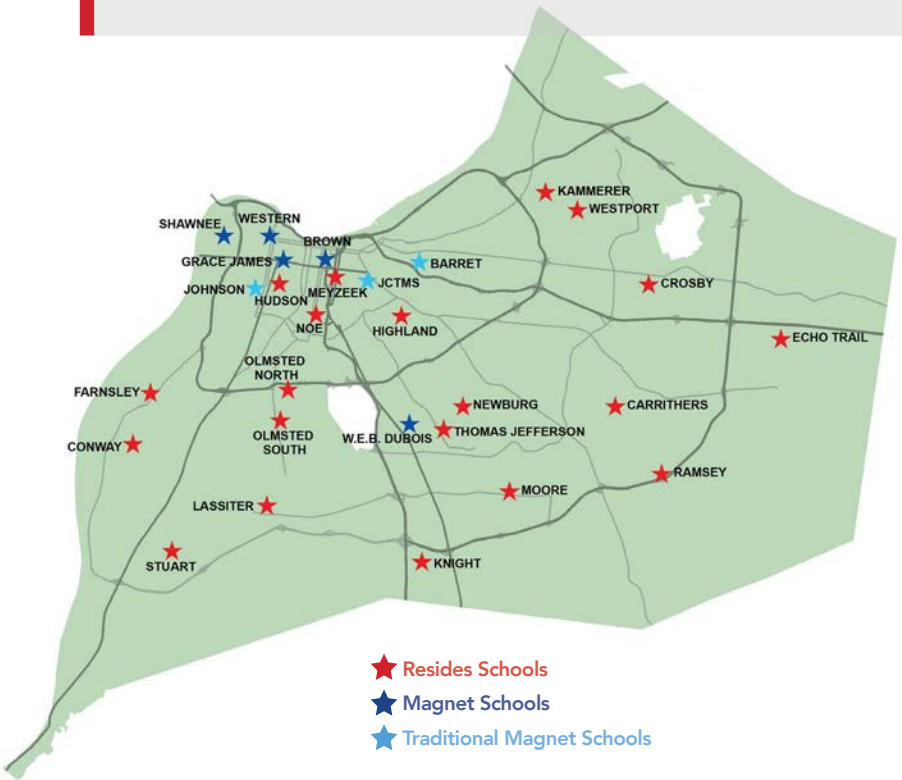 KAMMERER
WESTPORT
SHAWNEE
WESTERN
BROWN
GRACE JAMES
BARRET
JOHNSON
HUDSON
MEYZEEK
JCTMS
CROSBY
NOE
HIGHLAND
ECHO TRAIL
OLMSTED
NORTH
FARNSLEY
NEWBURG
CARRITHERS
OLMSTED
SOUTH
W.E.B. DUBOIS
THOMAS JEFFERSON
CONWAY
RAMSEY
MOORE
LASSITER
STUART
KNIGHT
Resides Schools
Magnet Schools
Traditional Magnet Schools